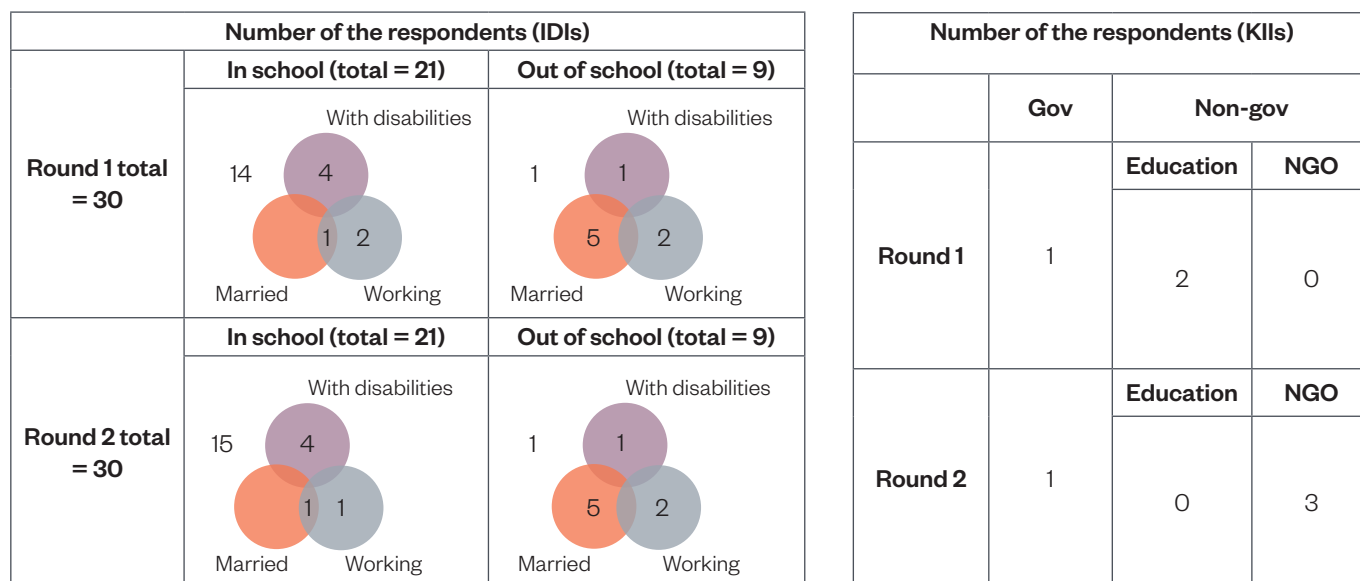 Number of the respondents (IDIs)
In school (total = 21)
Out of school (total = 9)
Round 1 total
= 30
With disabilities
14
4
1
2
Married
Working
With disabilities
1
1
5
2
Married
Working
In school (total = 21)
Out of school (total = 9)
Round 2 total
= 30
With disabilities
15
4
1
1
Married
Working
With disabilities
1
1
5
2
Married
Working
Number of the respondents (KIIs)
Gov
Non-gov
Round 1
1
Education
NGO
2
0
Round 2
1
Education
NGO
0
3